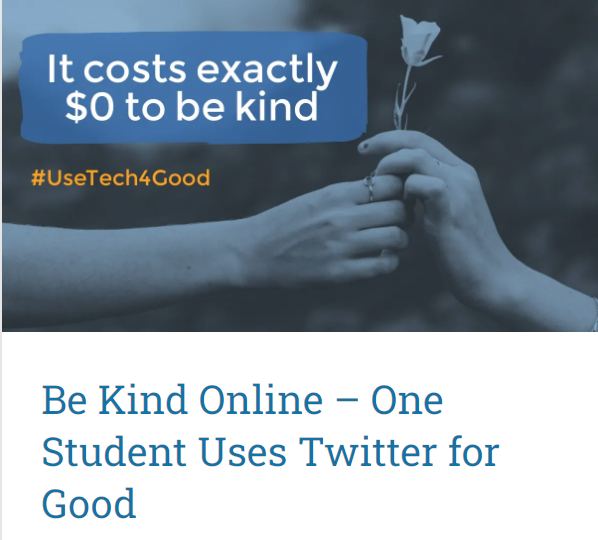 It costs exactly
$0 to be kind
#UseTech4Good
Be Kind Online – One
Student Uses Twitter for
Good